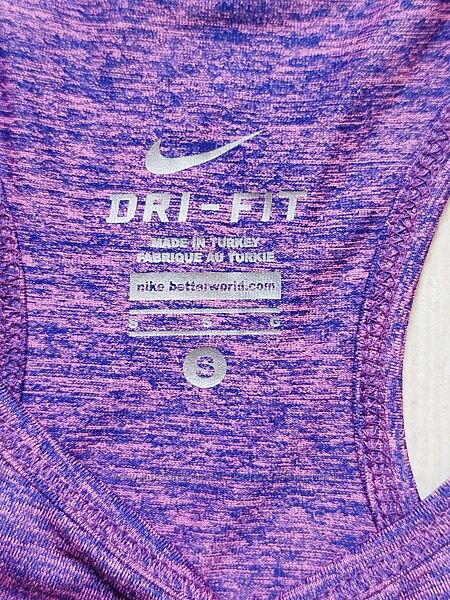 DRI-FIT
MADE IN TURKEY
FABRIQUE AU TURKIE
nike betterworld.com
S S G
S